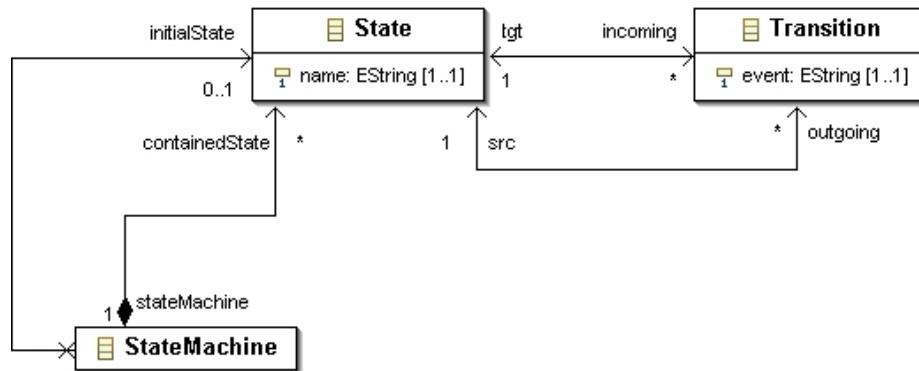 initialState
State
tgt
incoming
Transition
name: EString [1..1]
event: EString [1..1]
0..1
1
*
containedState
*
1
src
*
outgoing
1
stateMachine
StateMachine